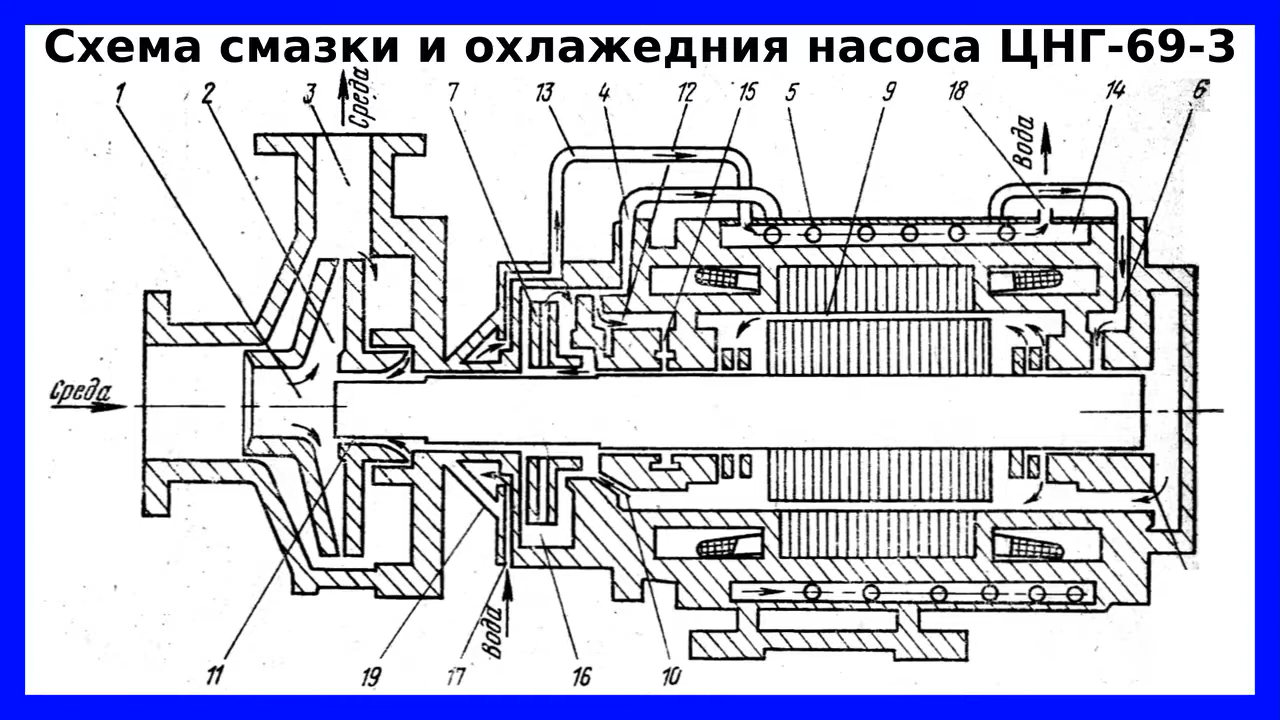 Схема смазки и охлажедния насоса ЦНГ-69-3
1 2 3 Среда 7 13 4 12 15 5 9 18 Вода 14 6
Среда
11 19 17 Вода 16 10